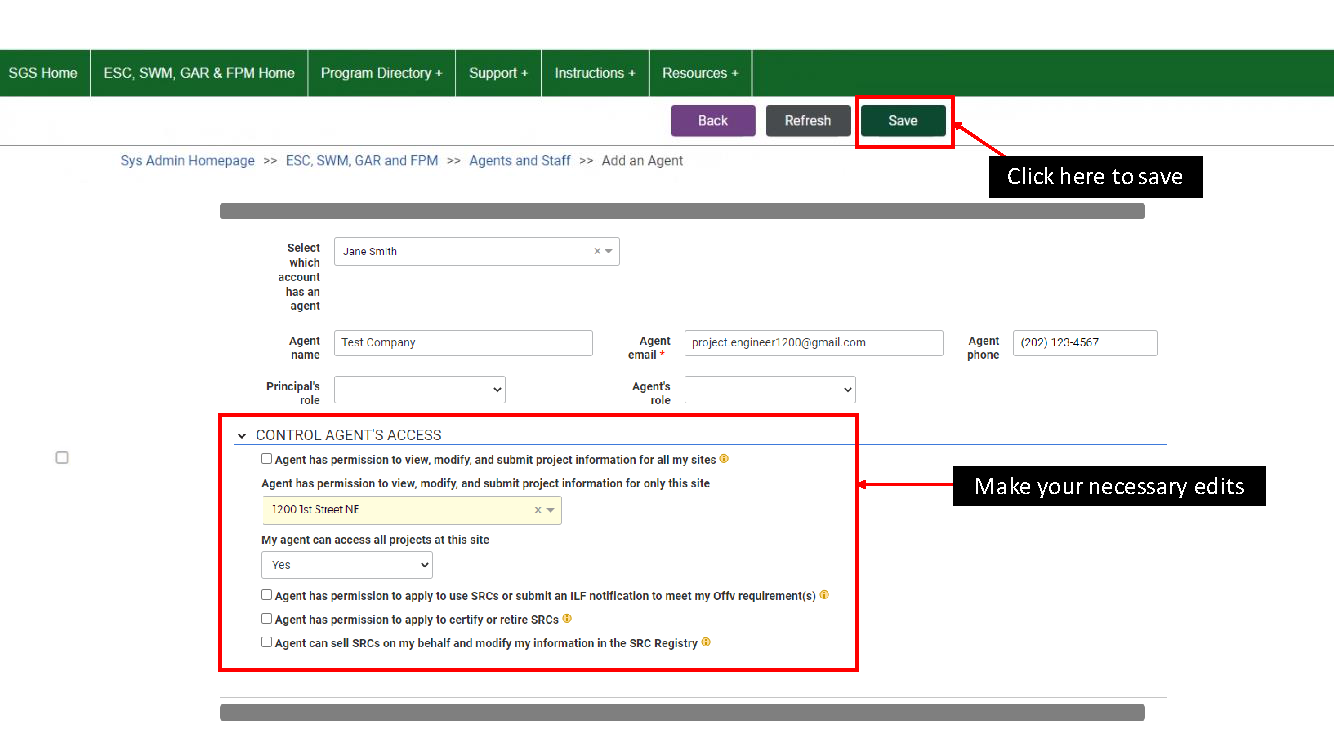 SGS Home ESC, SWM, GAR & FPM Home Program Directory + Support + Instructions + Resources +
Back Refresh Save
Click here to save
Sys Admin Homepage >> ESC, SWM, GAR and FPM >> Agents and Staff >> Add an Agent
Select
which
account
has an
agent
Jane Smith
Agent
name
Test Company
Agent
email *
project.engineer1200@gmail.com
Agent
phone
(202) 123-4567
Principal's
role
Agent's
role
CONTROL AGENT'S ACCESS
Agent has permission to view, modify, and submit project information for all my sites
Agent has permission to view, modify, and submit project information for only this site
1200 1st Street NE
Make your necessary edits
My agent can access all projects at this site
Yes
Agent has permission to apply to use SRCs or submit an ILF notification to meet my Offv requirement(s)
Agent has permission to apply to certify or retire SRCs
Agent can sell SRCs on my behalf and modify my information in the SRC Registry